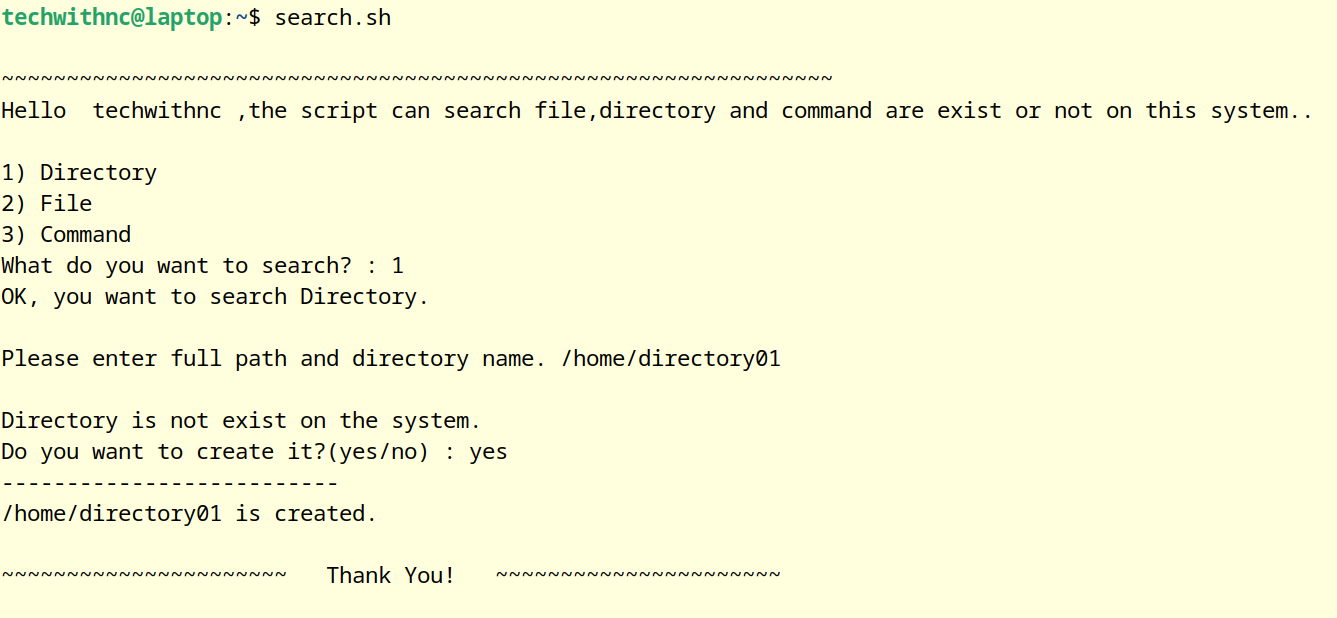 techwithnc@laptop:~$ search.sh
~~~~~~~~~~~~~~~~~~~~~~~~~~~~~~~~~~~~~~~~~~~~~~~~~~~~~~~~~~~~~~~~
Hello  techwithnc ,the script can search file,directory and command are exist or not on this system..
1) Directory
2) File
3) Command
What do you want to search? : 1
OK, you want to search Directory.
Please enter full path and directory name. /home/directory01
Directory is not exist on the system.
Do you want to create it?(yes/no) : yes
--------------------------
/home/directory01 is created.
~~~~~~~~~~~~~~~~~~~~~~   Thank You!   ~~~~~~~~~~~~~~~~~~~~~~